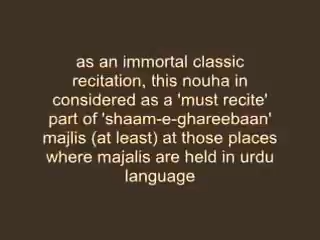 as an immortal classic
recitation, this nouha in
considered as a 'must recite'
part of 'shaam-e-ghareebaan'
majlis (at least) at those places
where majalis are held in urdu
language